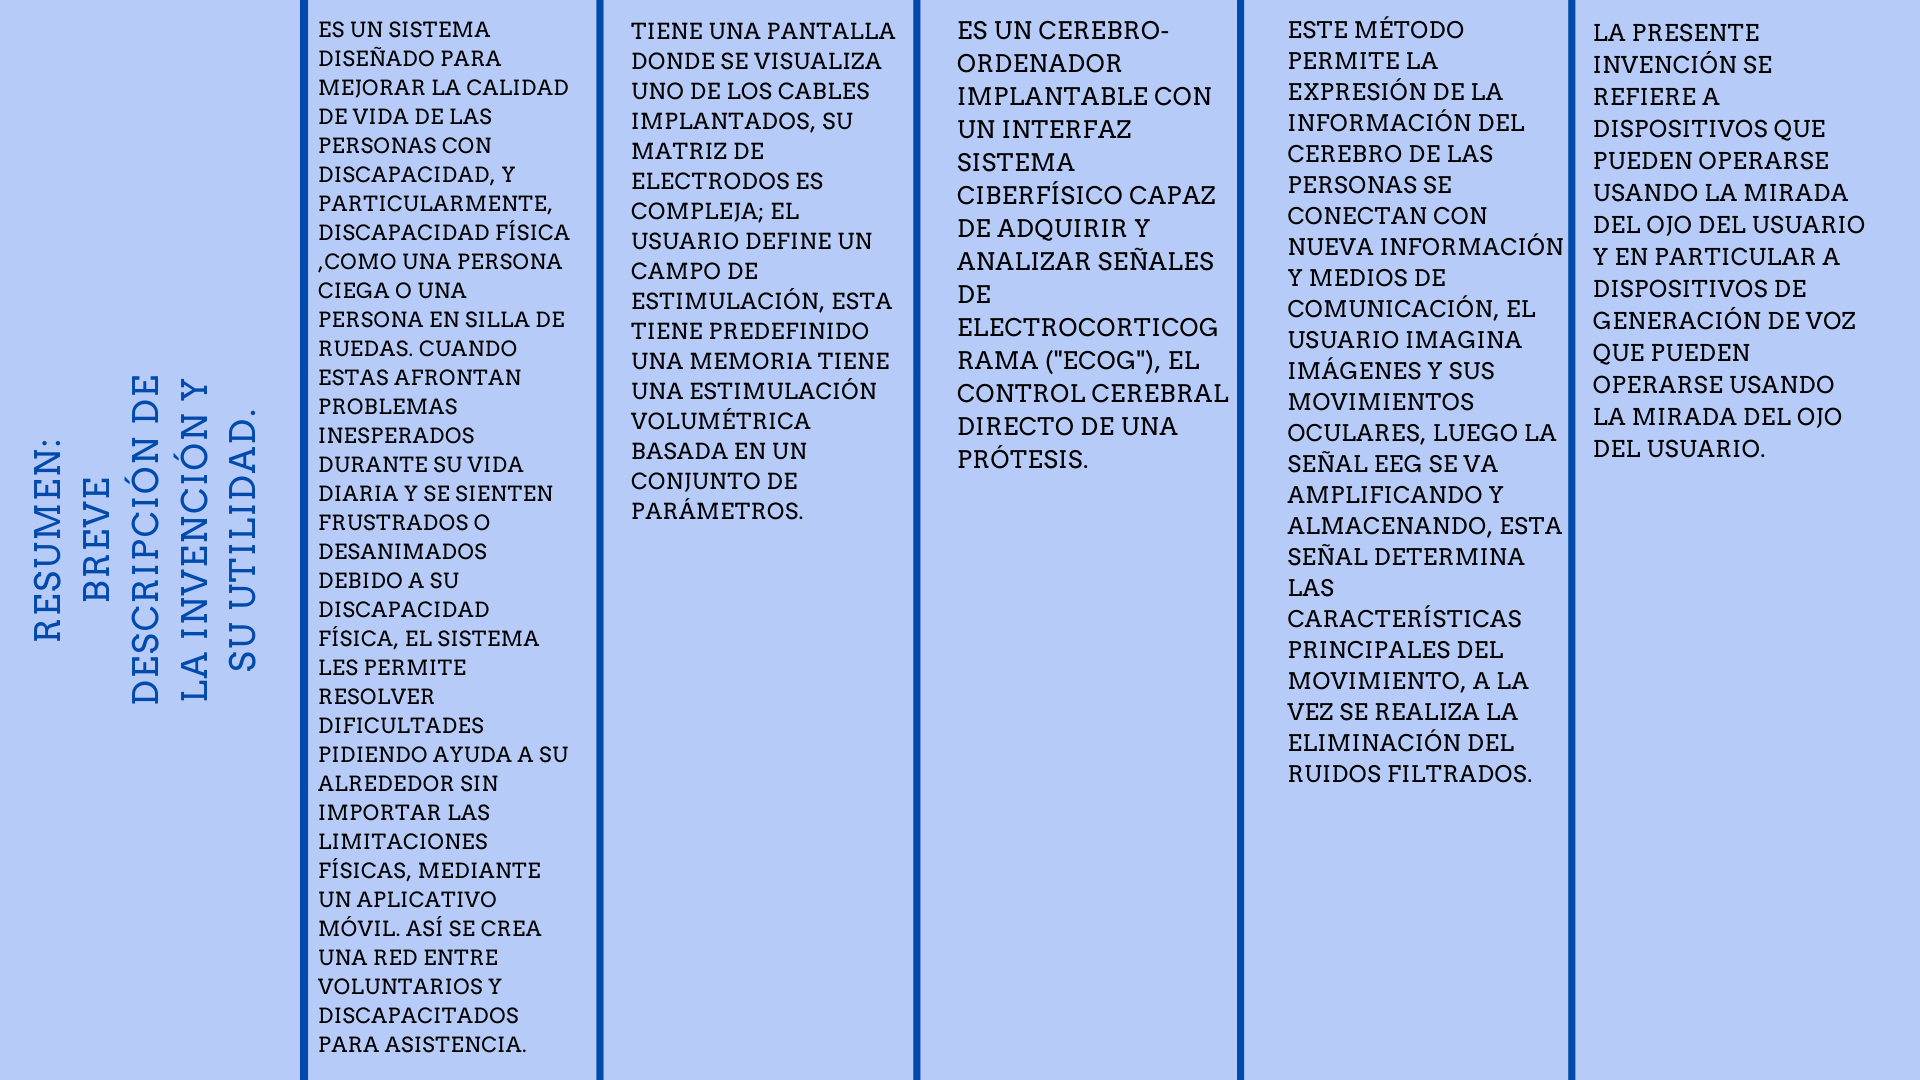 RESUMEN:
BREVE
DESCRIPCIÓN DE
LA INVENCIÓN Y
SU UTILIDAD.
ES UN SISTEMA
DISEÑADO PARA
MEJORAR LA CALIDAD
DE VIDA DE LAS
PERSONAS CON
DISCAPACIDAD, Y
PARTICULARMENTE,
DISCAPACIDAD FÍSICA
,COMO UNA PERSONA
CIEGA O UNA
PERSONA EN SILLA DE
RUEDAS. CUANDO
ESTAS AFRONTAN
PROBLEMAS
INESPERADOS
DURANTE SU VIDA
DIARIA Y SE SIENTEN
FRUSTRADOS O
DESANIMADOS
DEBIDO A SU
DISCAPACIDAD
FÍSICA, EL SISTEMA
LES PERMITE
RESOLVER
DIFICULTADES
PIDIENDO AYUDA A SU
ALREDEDOR SIN
IMPORTAR LAS
LIMITACIONES
FÍSICAS, MEDIANTE
UN APLICATIVO
MÓVIL. ASÍ SE CREA
UNA RED ENTRE
VOLUNTARIOS Y
DISCAPACITADOS
PARA ASISTENCIA.
TIENE UNA PANTALLA
DONDE SE VISUALIZA
UNO DE LOS CABLES
IMPLANTADOS, SU
MATRIZ DE
ELECTRODOS ES
COMPLEJA; EL
USUARIO DEFINE UN
CAMPO DE
ESTIMULACIÓN, ESTA
TIENE PREDEFINIDO
UNA MEMORIA TIENE
UNA ESTIMULACIÓN
VOLUMÉTRICA
BASADA EN UN
CONJUNTO DE
PARÁMETROS.
ES UN CEREBRO-
ORDENADOR
IMPLANTABLE CON
UN INTERFAZ
SISTEMA
CIBERFÍSICO CAPAZ
DE ADQUIRIR Y
ANALIZAR SEÑALES
DE
ELECTROCORTICOG
RAMA ("ECOG"), EL
CONTROL CEREBRAL
DIRECTO DE UNA
PRÓTESIS.
ESTE MÉTODO
PERMITE LA
EXPRESIÓN DE LA
INFORMACIÓN DEL
CEREBRO DE LAS
PERSONAS SE
CONECTAN CON
NUEVA INFORMACIÓN
Y MEDIOS DE
COMUNICACIÓN, EL
USUARIO IMAGINA
IMÁGENES Y SUS
MOVIMIENTOS
OCULARES, LUEGO LA
SEÑAL EEG SE VA
AMPLIFICANDO Y
ALMACENANDO, ESTA
SEÑAL DETERMINA
LAS
CARACTERÍSTICAS
PRINCIPALES DEL
MOVIMIENTO, A LA
VEZ SE REALIZA LA
ELIMINACIÓN DEL
RUIDOS FILTRADOS.
LA PRESENTE
INVENCIÓN SE
REFIERE A
DISPOSITIVOS QUE
PUEDEN OPERARSE
USANDO LA MIRADA
DEL OJO DEL USUARIO
Y EN PARTICULAR A
DISPOSITIVOS DE
GENERACIÓN DE VOZ
QUE PUEDEN
OPERARSE USANDO
LA MIRADA DEL OJO
DEL USUARIO.